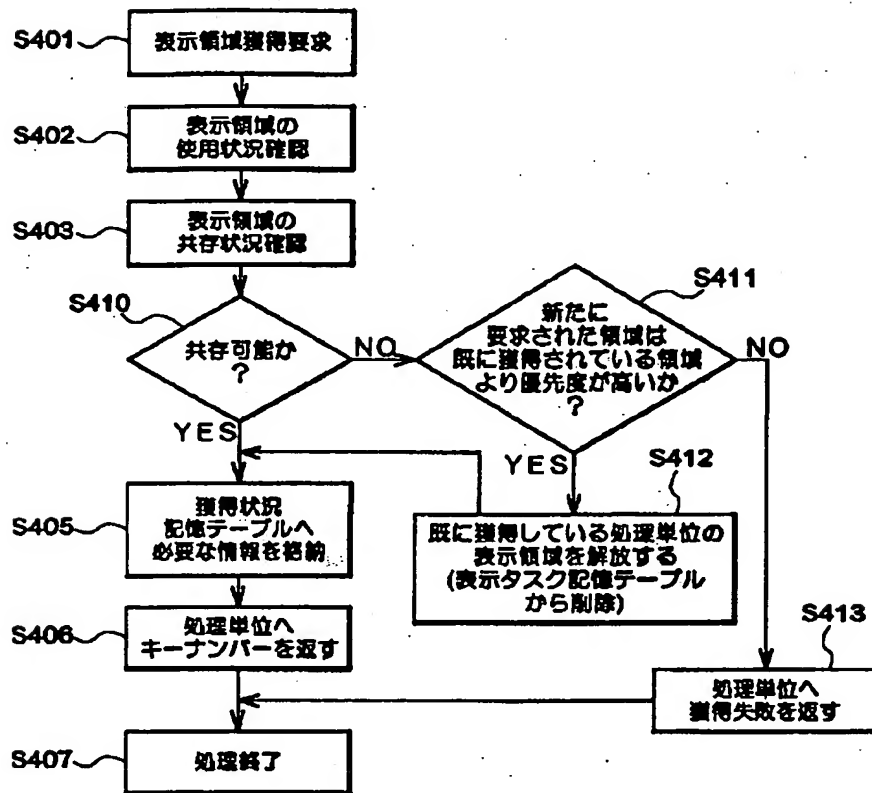 S401
表示領域獲得要求
S402
表示領域の
使用状況確認
S403
表示領域の
共存状況確認
S410
共存可能か
?
NO
YES
S411
新たに
要求された領域は
既に獲得されている領域
より優先度が高いか
?
NO
YES
S412
既に獲得している処理単位の
表示領域を解放する
(表示タスク記憶テーブル
から削除)
S405
獲得状況
記憶テーブルへ
必要な情報を格納
S406
処理単位へ
キーナンバーを返す
S413
処理単位へ
獲得失敗を返す
S407
処理終了